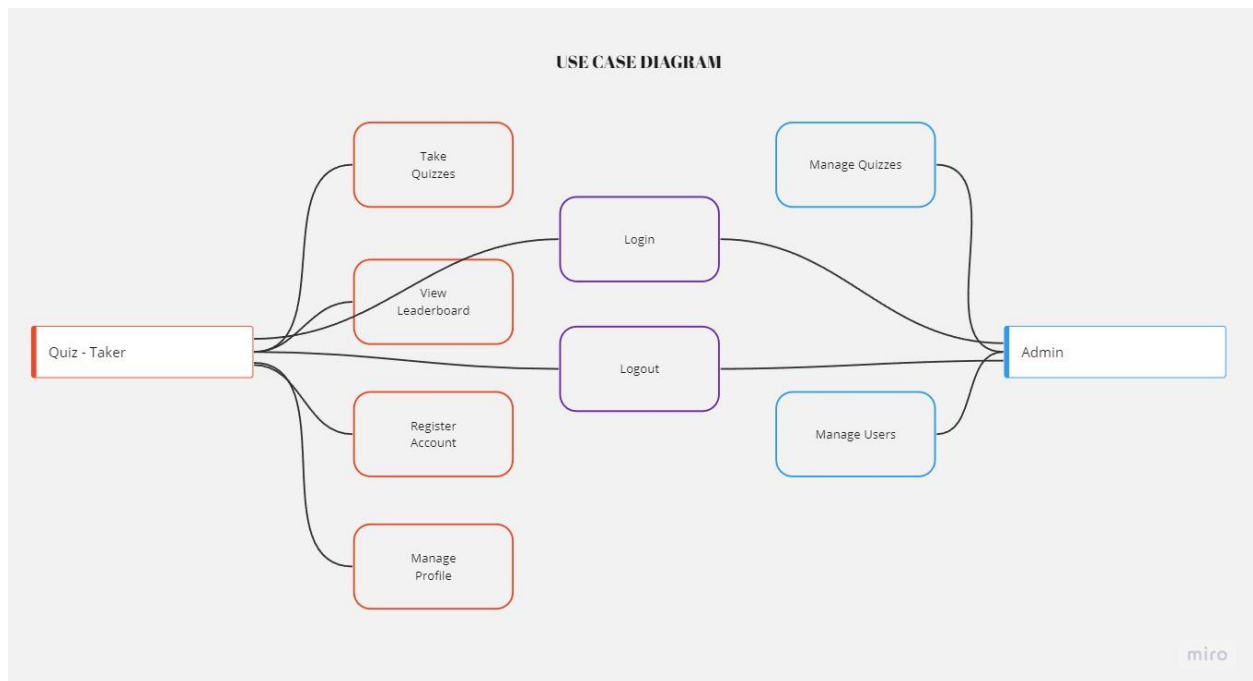 USE CASE DIAGRAM
Take
Quizzes
Manage Quizzes
Login
View
Leaderboard
Quiz - Taker
Admin
Logout
Register
Account
Manage Users
Manage
Profile
miro